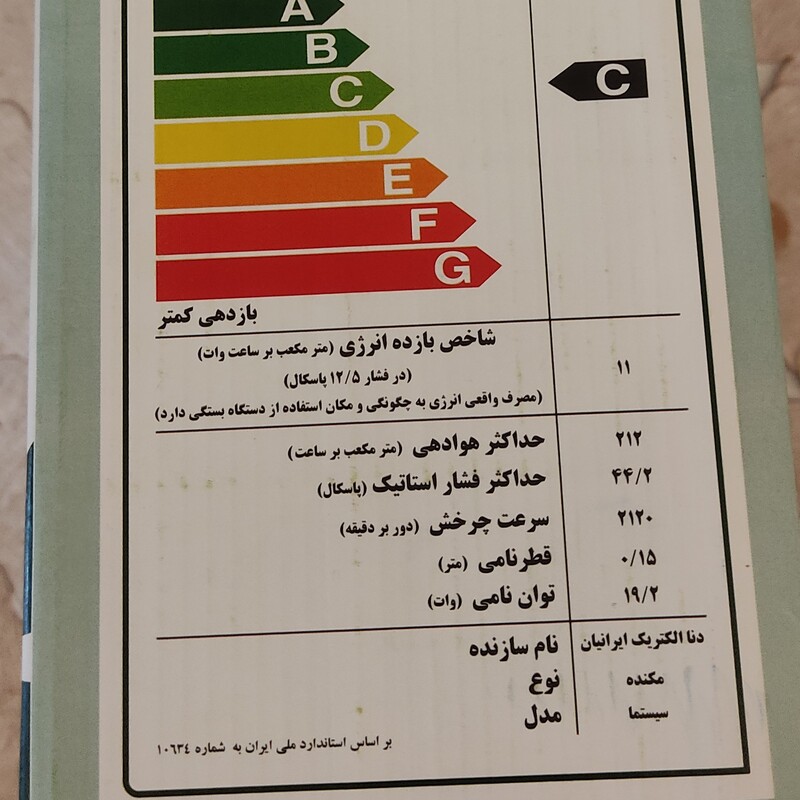 A
B
C
C
D
E
F
G
بازدهی کمتر
شاخص بازده انرژی (متر مکعب بر ساعت وات)
(در فشار ۱۲/۵ پاسکال)
۱۱
(مصرف واقعی انرژی به چگونگی و مکان استفاده از دستگاه بستگی دارد)
حداکثر هوادهی (متر مکعب بر ساعت) ۲۱۲
حداکثر فشار استاتیک (پاسکال) ۴۴/۲
سرعت چرخش (دور بر دقیقه) ۲۱۲۰
قطرنامی (متر) ۰/۱۵
توان نامی (وات) ۱۹/۲
نام سازنده دنا الکتریک ایرانیان
نوع مکنده
مدل سیستما
بر اساس استاندارد ملی ایران به شماره ۱۰۶۳٤